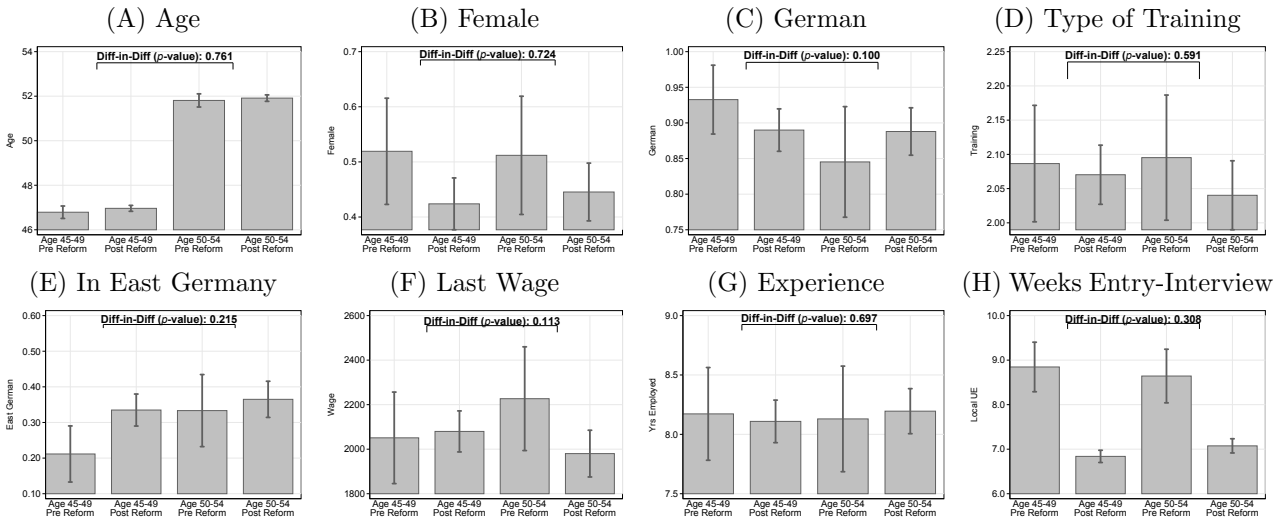 (A) Age
Diff-in-Diff (p-value): 0.761
54
52
50
48
46
Age
Age 45-49 Pre Reform
Age 45-49 Post Reform
Age 50-54 Pre Reform
Age 50-54 Post Reform
(B) Female
Diff-in-Diff (p-value): 0.724
0.7
0.6
0.5
0.4
Female
Age 45-49 Pre Reform
Age 45-49 Post Reform
Age 50-54 Pre Reform
Age 50-54 Post Reform
(C) German
Diff-in-Diff (p-value): 0.100
1.00
0.95
0.90
0.85
0.80
0.75
German
Age 45-49 Pre Reform
Age 45-49 Post Reform
Age 50-54 Pre Reform
Age 50-54 Post Reform
(D) Type of Training
Diff-in-Diff (p-value): 0.591
2.25
2.20
2.15
2.10
2.05
2.00
Training
Age 45-49 Pre Reform
Age 45-49 Post Reform
Age 50-54 Pre Reform
Age 50-54 Post Reform
(E) In East Germany
Diff-in-Diff (p-value): 0.215
0.60
0.50
0.40
0.30
0.20
0.10
East German
Age 45-49 Pre Reform
Age 45-49 Post Reform
Age 50-54 Pre Reform
Age 50-54 Post Reform
(F) Last Wage
Diff-in-Diff (p-value): 0.113
2600
2400
2200
2000
1800
Wage
Age 45-49 Pre Reform
Age 45-49 Post Reform
Age 50-54 Pre Reform
Age 50-54 Post Reform
(G) Experience
Diff-in-Diff (p-value): 0.697
9.0
8.5
8.0
7.5
Yrs Employed
Age 45-49 Pre Reform
Age 45-49 Post Reform
Age 50-54 Pre Reform
Age 50-54 Post Reform
(H) Weeks Entry-Interview
Diff-in-Diff (p-value): 0.308
10.0
9.0
8.0
7.0
6.0
Local UE
Age 45-49 Pre Reform
Age 45-49 Post Reform
Age 50-54 Pre Reform
Age 50-54 Post Reform